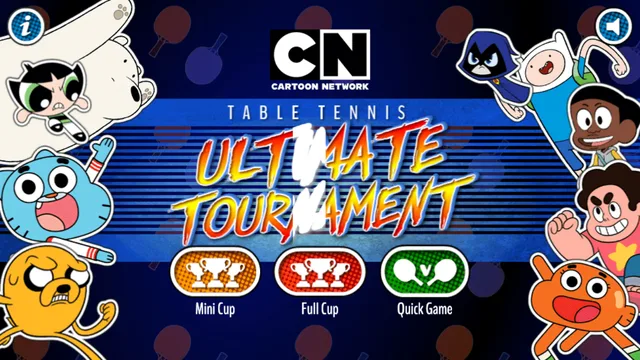 CN
CARTOON NETWORK
TABLE TENNIS
ULTIMATE
TOURNAMENT
V
Mini Cup
Full Cup
Quick Game